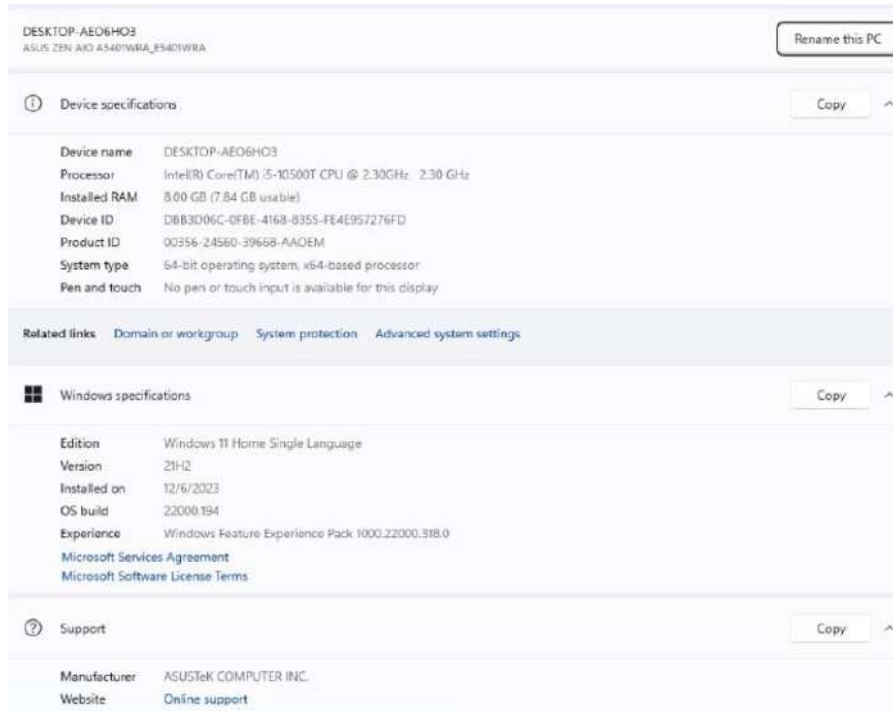 DESKTOP-AEO6HO3
ASUS ZEN AIO A5401WRA_E5401WRA
Rename this PC
Device specifications
Copy
Device name DESKTOP-AEO6HO3
Processor Intel(R) Core(TM) i5-10500T CPU @ 2.30GHz 2.30 GHz
Installed RAM 8.00 GB (7.84 GB usable)
Device ID DBB3D06C-0FBE-4168-8355-FE4E957276FD
Product ID 00356-24560-39668-AAOEM
System type 64-bit operating system, x64-based processor
Pen and touch No pen or touch input is available for this display
Related links Domain or workgroup System protection Advanced system settings
Windows specifications
Copy
Edition Windows 11 Home Single Language
Version 21H2
Installed on 12/6/2023
OS build 22000.194
Experience Windows Feature Experience Pack 1000.22000.318.0
Microsoft Services Agreement
Microsoft Software License Terms
Support
Copy
Manufacturer ASUSTeK COMPUTER INC.
Website Online support